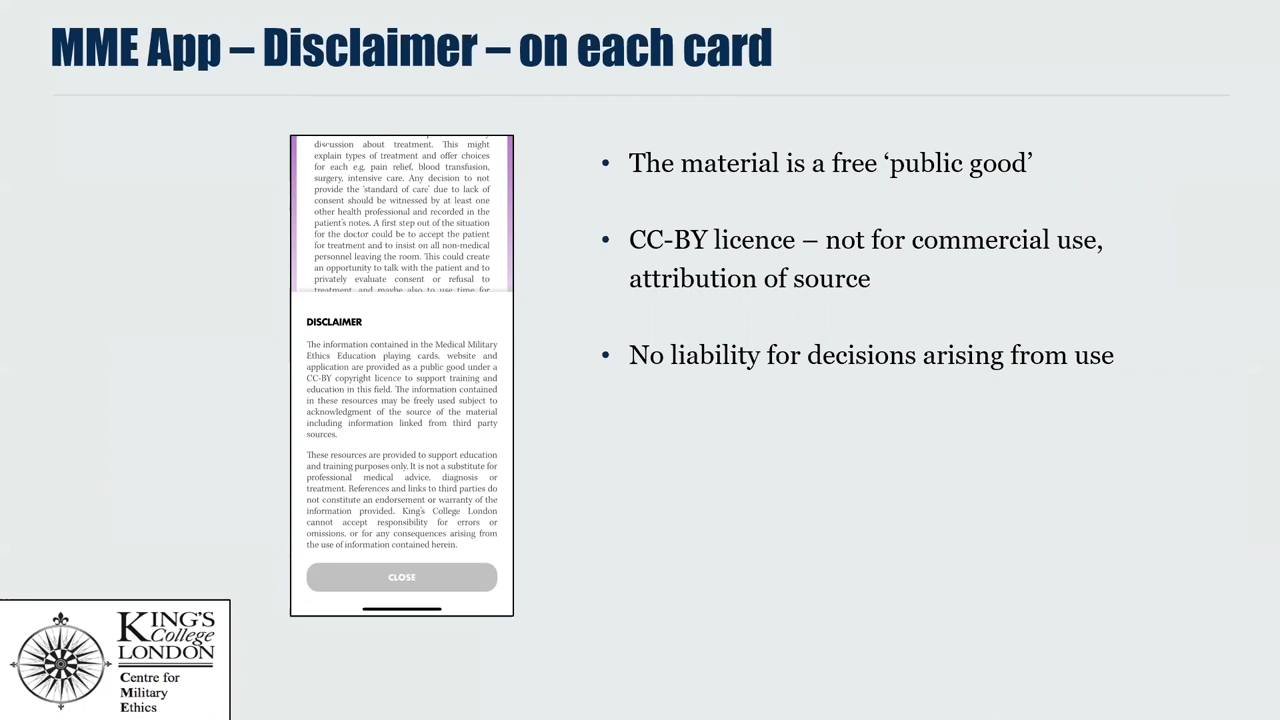 MME App – Disclaimer – on each card
discussion about treatment. This might
explain types of treatment and offer choices
for each e.g. pain relief, blood transfusion,
surgery, intensive care. Any decision to not
provide the 'standard of care' due to lack of
consent should be witnessed by at least one
other health professional and recorded in the
patient's notes. A first step out of the situation
for the doctor could be to accept the patient
for treatment and to insist on all non-medical
personnel leaving the room. This could create
an opportunity to talk with the patient and to
privately evaluate consent or refusal to
treatment, and maybe also to use time for
DISCLAIMER
The information contained in the Medical Military
Ethics Education playing cards, website and
application are provided as a public good under a
CC-BY copyright licence to support training and
education in this field. The information contained
in these resources may be freely used subject to
acknowledgment of the source of the material
including information linked from third party
sources.
These resources are provided to support education
and training purposes only. It is not a substitute for
professional medical advice, diagnosis or
treatment. References and links to third parties do
not constitute an endorsement or warranty of the
information provided. King's College London
cannot accept responsibility for errors or
omissions, or for any consequences arising from
the use of information contained herein.
CLOSE
• The material is a free ‘public good’
• CC-BY licence – not for commercial use,
attribution of source
• No liability for decisions arising from use
KING'S
College
LONDON
Centre for
Military
Ethics